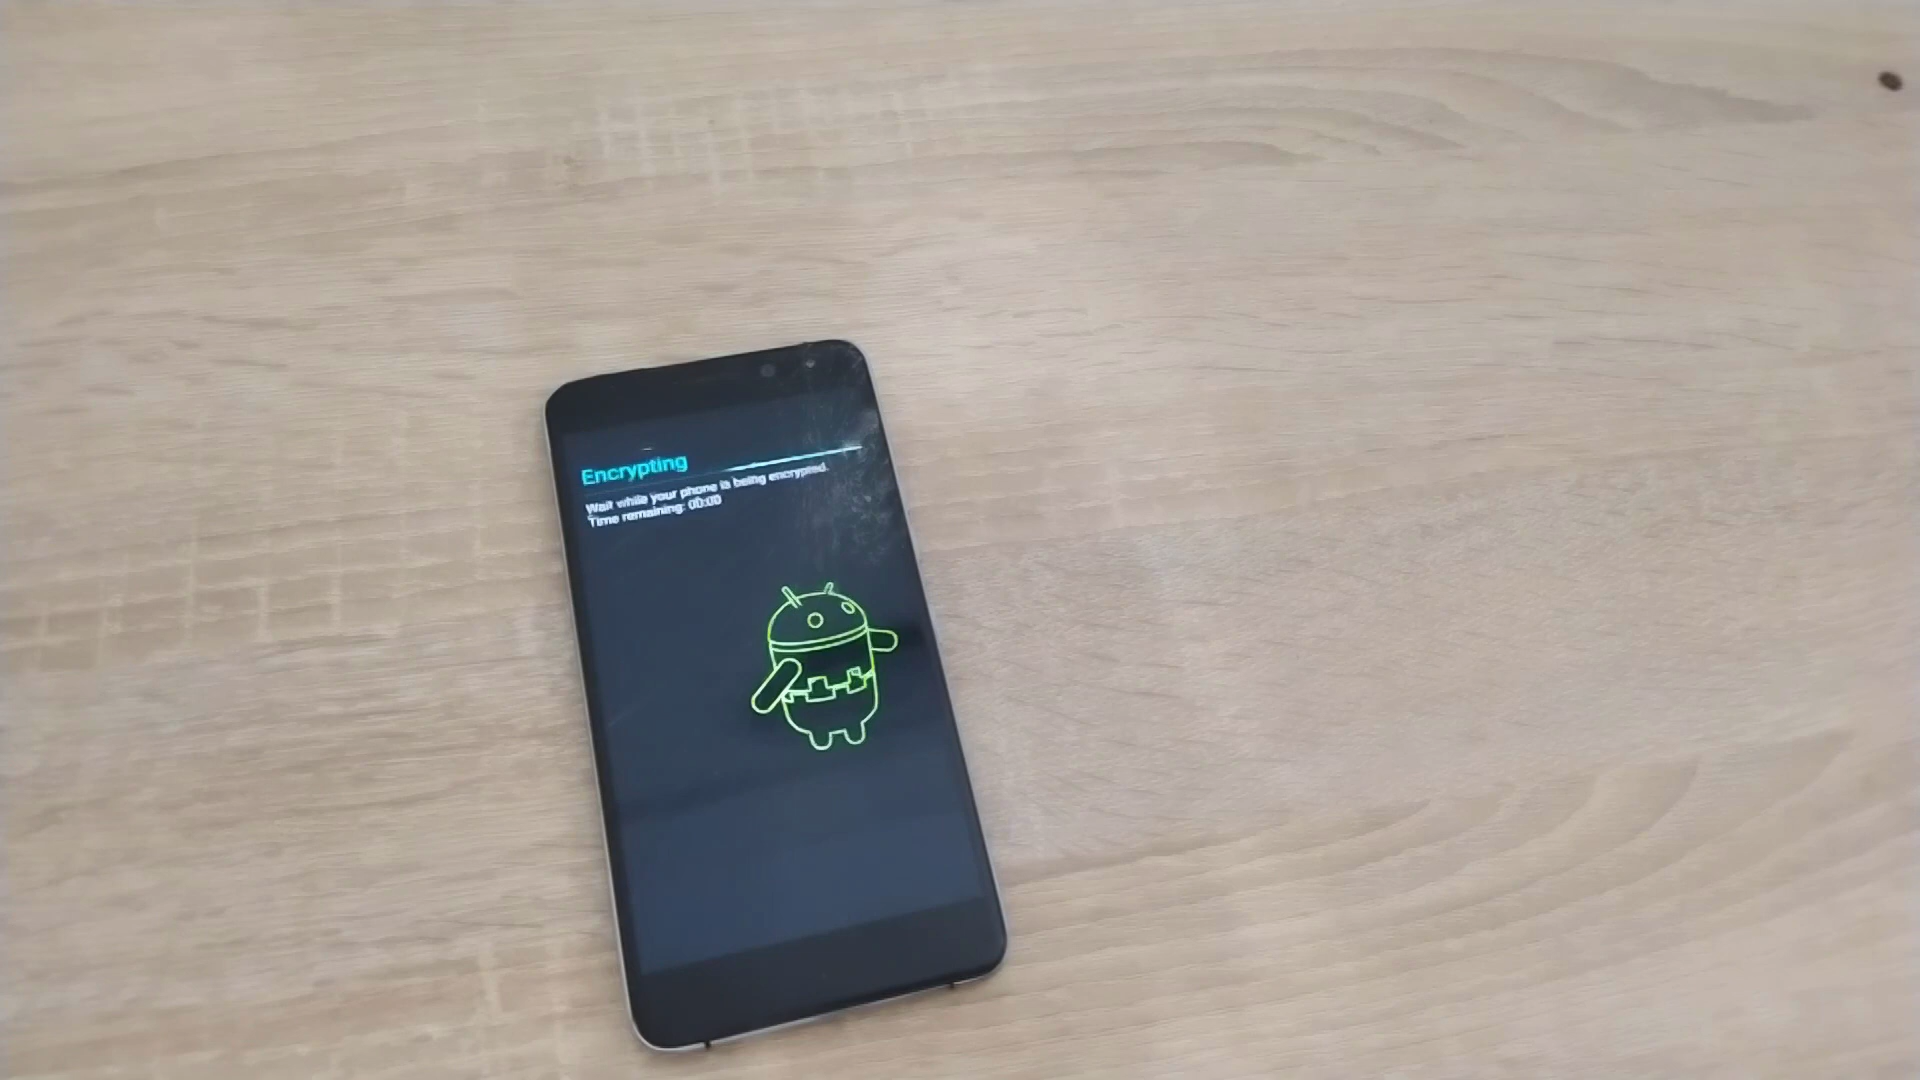 Encrypting
Wait while your phone is being encrypted.
Time remaining: 00:00